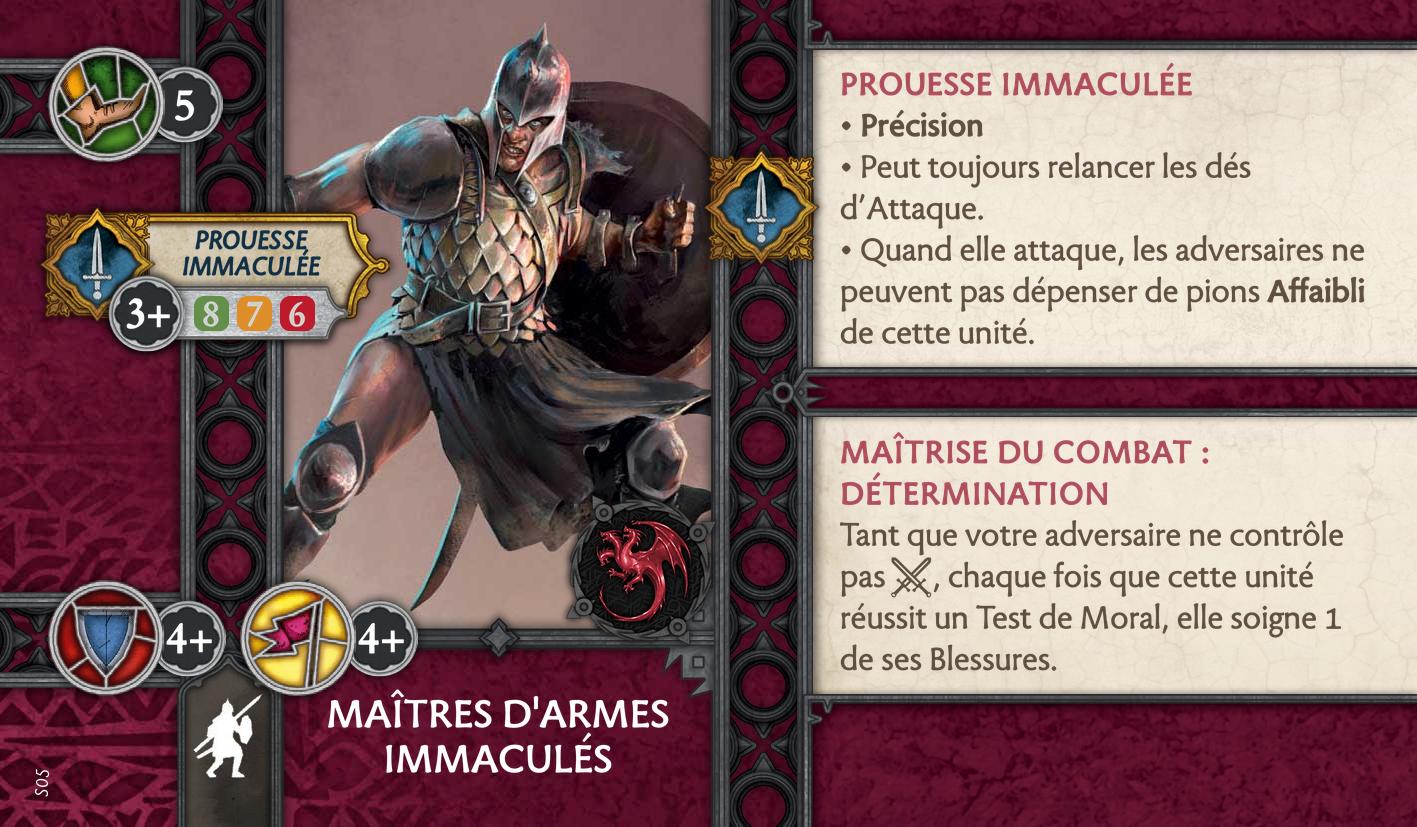 5
PROUESSE
IMMACULÉE
3+ 8 7 6
4+ 4+
MAÎTRES D'ARMES
IMMACULÉS
S05
PROUESSE IMMACULÉE
• Précision
• Peut toujours relancer les dés
d'Attaque.
• Quand elle attaque, les adversaires ne
peuvent pas dépenser de pions Affaibli
de cette unité.
MAÎTRISE DU COMBAT :
DÉTERMINATION
Tant que votre adversaire ne contrôle
pas , chaque fois que cette unité
réussit un Test de Moral, elle soigne 1
de ses Blessures.